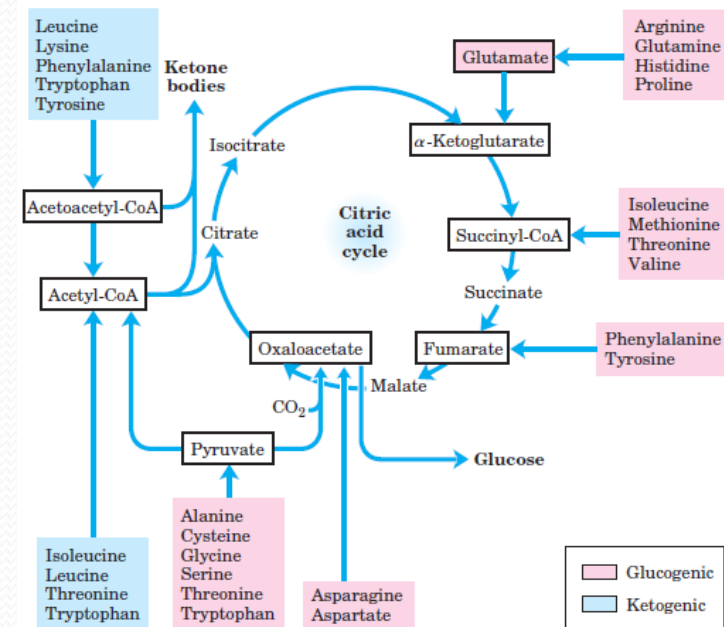 Leucine
Lysine
Phenylalanine
Tryptophan
Tyrosine
Ketone
bodies
Glutamate
Arginine
Glutamine
Histidine
Proline
Isocitrate
α-Ketoglutarate
Acetoacetyl-CoA
Citrate
Citric
acid
cycle
Succinyl-CoA
Isoleucine
Methionine
Threonine
Valine
Acetyl-CoA
Succinate
Oxaloacetate
Fumarate
Phenylalanine
Tyrosine
Malate
CO₂
Pyruvate
Glucose
Isoleucine
Leucine
Threonine
Tryptophan
Alanine
Cysteine
Glycine
Serine
Threonine
Tryptophan
Asparagine
Aspartate
Glucogenic
Ketogenic